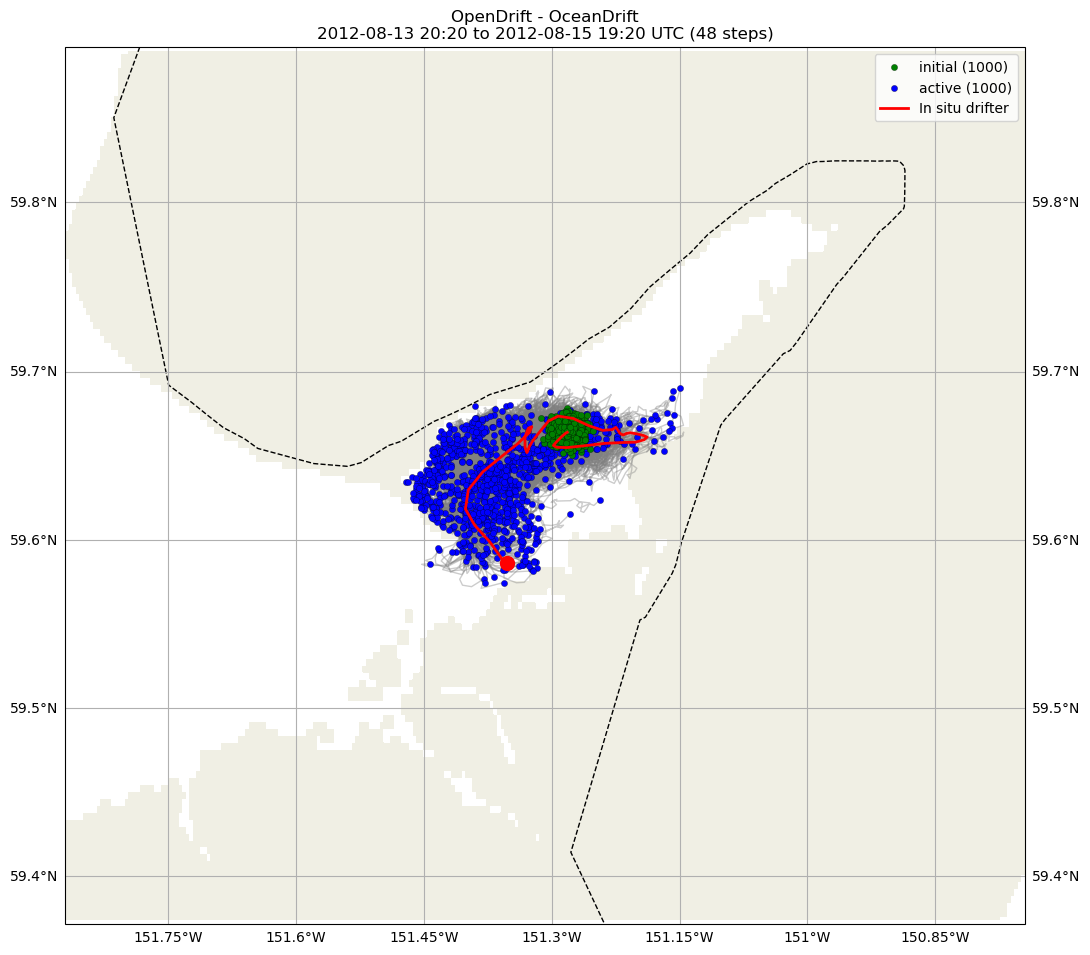 OpenDrift - OceanDrift
2012-08-13 20:20 to 2012-08-15 19:20 UTC (48 steps)
initial (1000)
active (1000)
In situ drifter
59.8°N
59.8°N
59.7°N
59.7°N
59.6°N
59.6°N
59.5°N
59.5°N
59.4°N
59.4°N
151.75°W
151.6°W
151.45°W
151.3°W
151.15°W
151°W
150.85°W